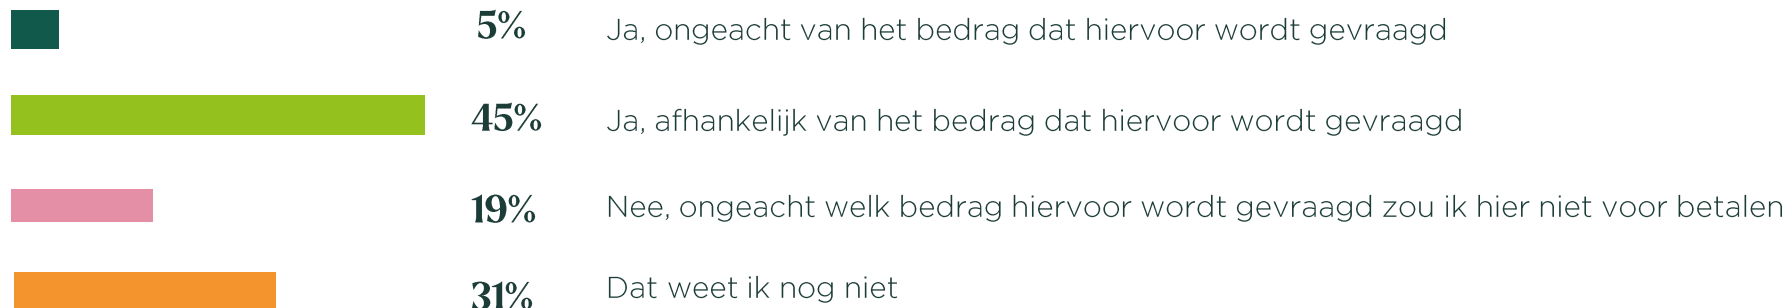 5% Ja, ongeacht van het bedrag dat hiervoor wordt gevraagd
45% Ja, afhankelijk van het bedrag dat hiervoor wordt gevraagd
19% Nee, ongeacht welk bedrag hiervoor wordt gevraagd zou ik hier niet voor betalen
31% Dat weet ik nog niet